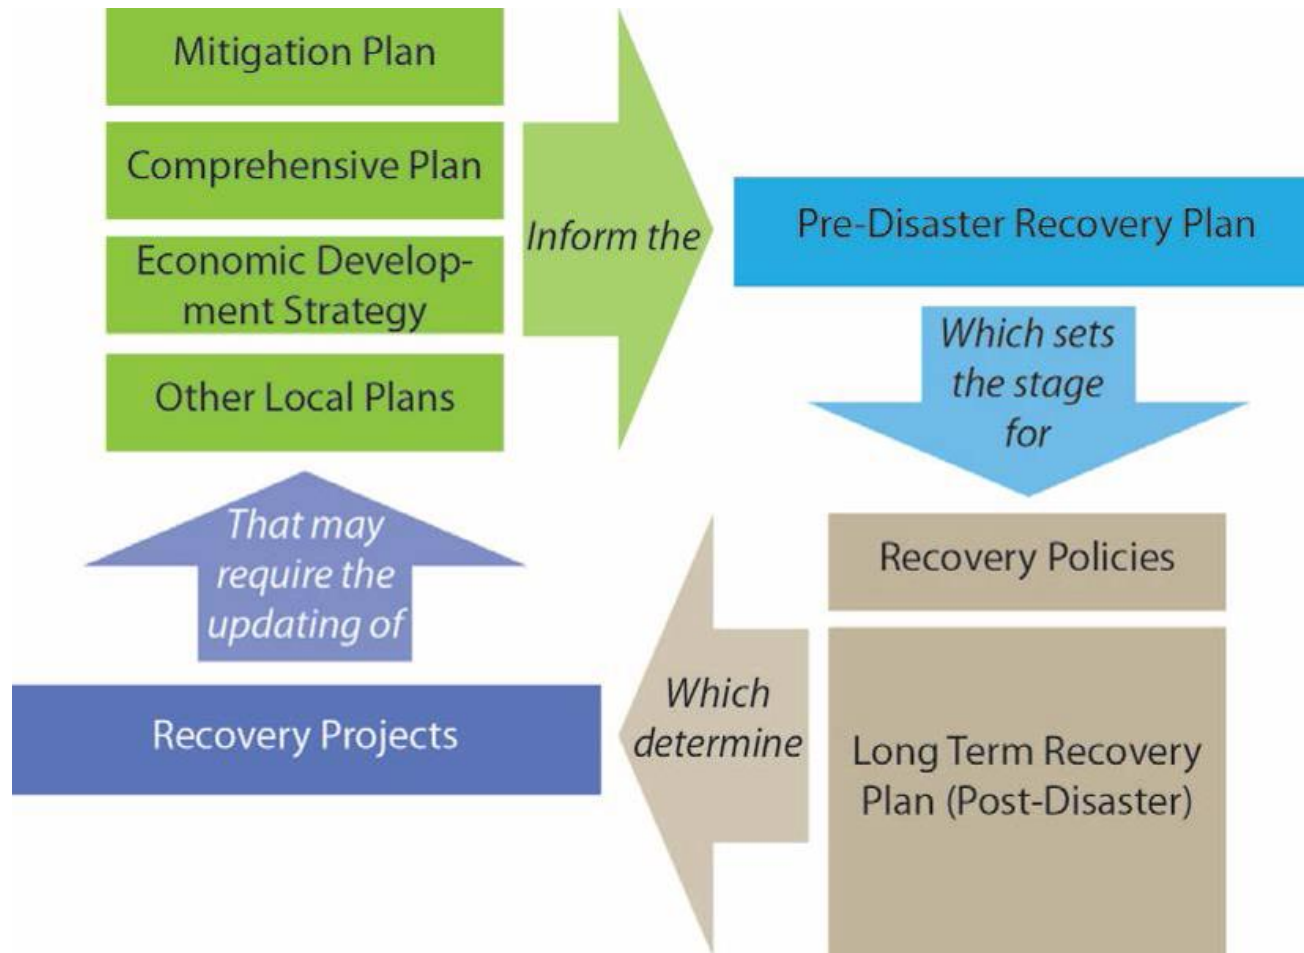 Mitigation Plan
Comprehensive Plan
Economic Develop-
ment Strategy
Other Local Plans
Inform the
Pre-Disaster Recovery Plan
Which sets
the stage
for
Recovery Policies
Long Term Recovery
Plan (Post-Disaster)
Which
determine
Recovery Projects
That may
require the
updating of